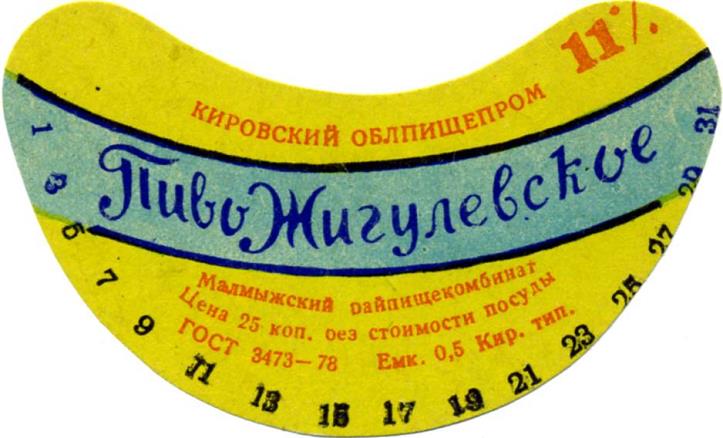 11%
КИРОВСКИЙ ОБЛПИЩЕПРОМ
Пиво Жигулевское
Малмыжский райпищекомбинат
Цена 25 коп. без стоимости посуды
ГОСТ 3473—78 Емк. 0,5 Кир. тип.
1 3 5 7 9 11 13 15 17 19 21 23 25 27 29 31